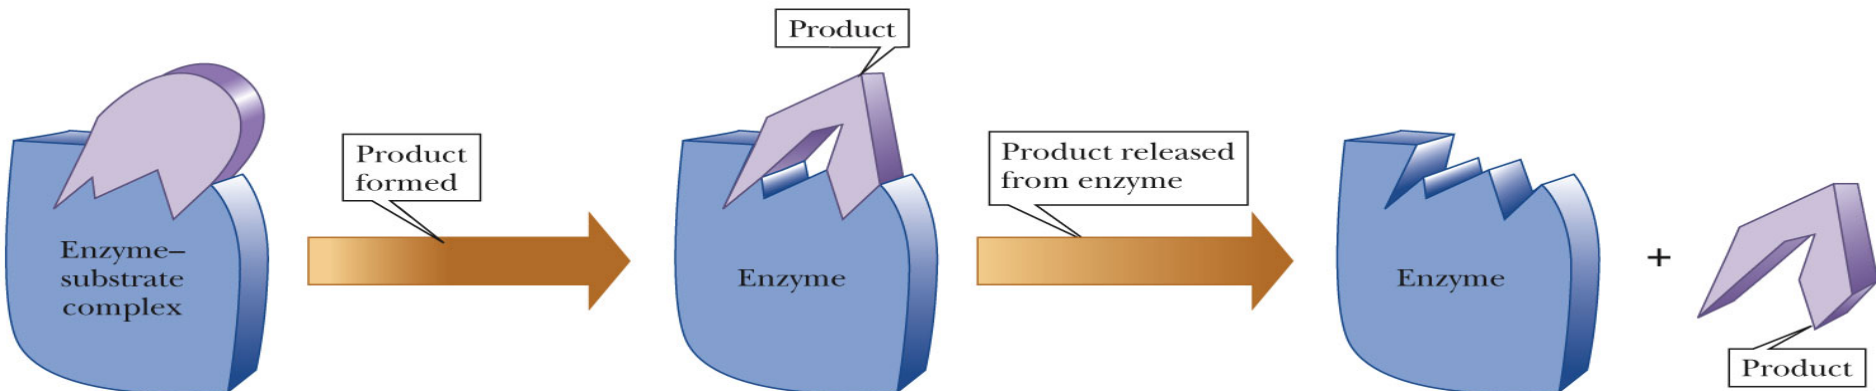 Enzyme–
substrate
complex
Product
formed
Product
Enzyme
Product released
from enzyme
Enzyme
+
Product